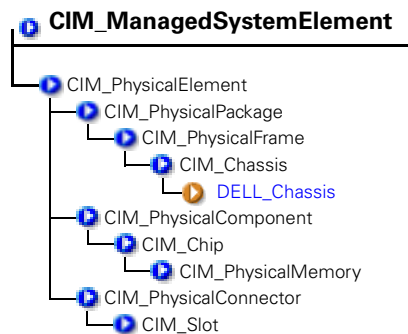 CIM_ManagedSystemElement
CIM_PhysicalElement
CIM_PhysicalPackage
CIM_PhysicalFrame
CIM_Chassis
DELL_Chassis
CIM_PhysicalComponent
CIM_Chip
CIM_PhysicalMemory
CIM_PhysicalConnector
CIM_Slot